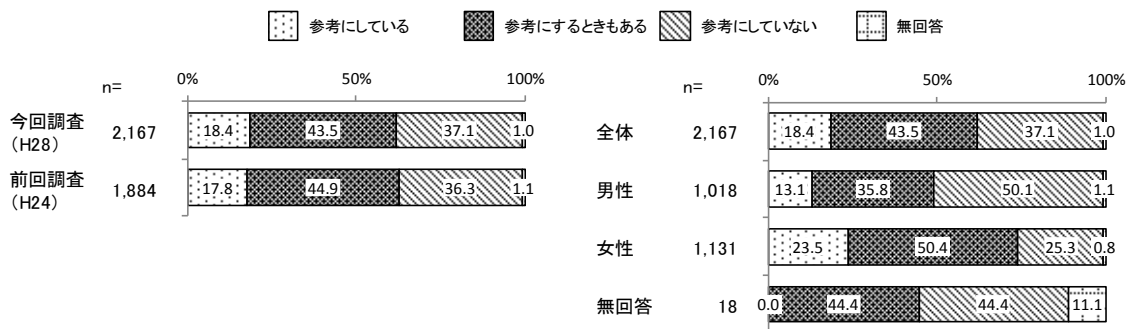 参考にしている 参考にするときもある 参考にしていない 無回答
n= 0% 50% 100%
今回調査
（H28） 2,167 18.4 43.5 37.1 1.0
前回調査
（H24） 1,884 17.8 44.9 36.3 1.1
n= 0% 50% 100%
全体 2,167 18.4 43.5 37.1 1.0
男性 1,018 13.1 35.8 50.1 1.1
女性 1,131 23.5 50.4 25.3 0.8
無回答 18 0.0 44.4 44.4 11.1